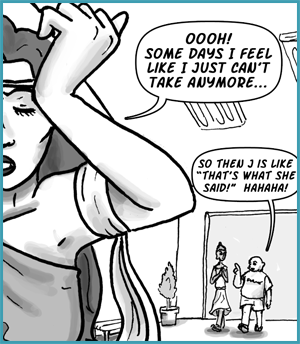 OOOH!
SOME DAYS I FEEL
LIKE I JUST CAN'T
TAKE ANYMORE...
SO THEN J IS LIKE
"THAT'S WHAT SHE
SAID!" HAHAHA!